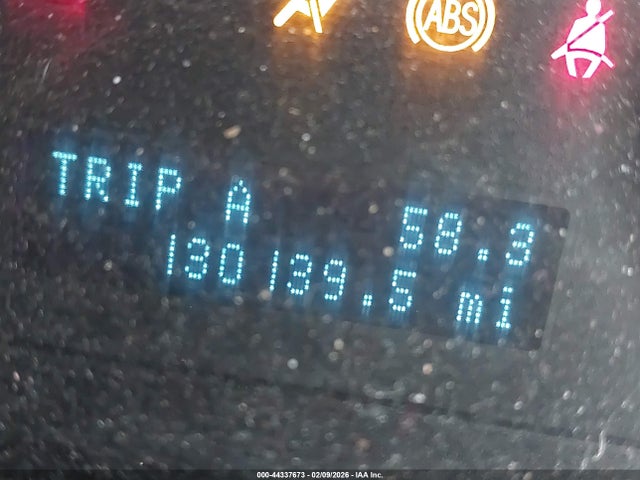 ABS
TRIP A 58.3
130139.5 mi
000-44337673 - 02/09/2026 - IAA Inc.